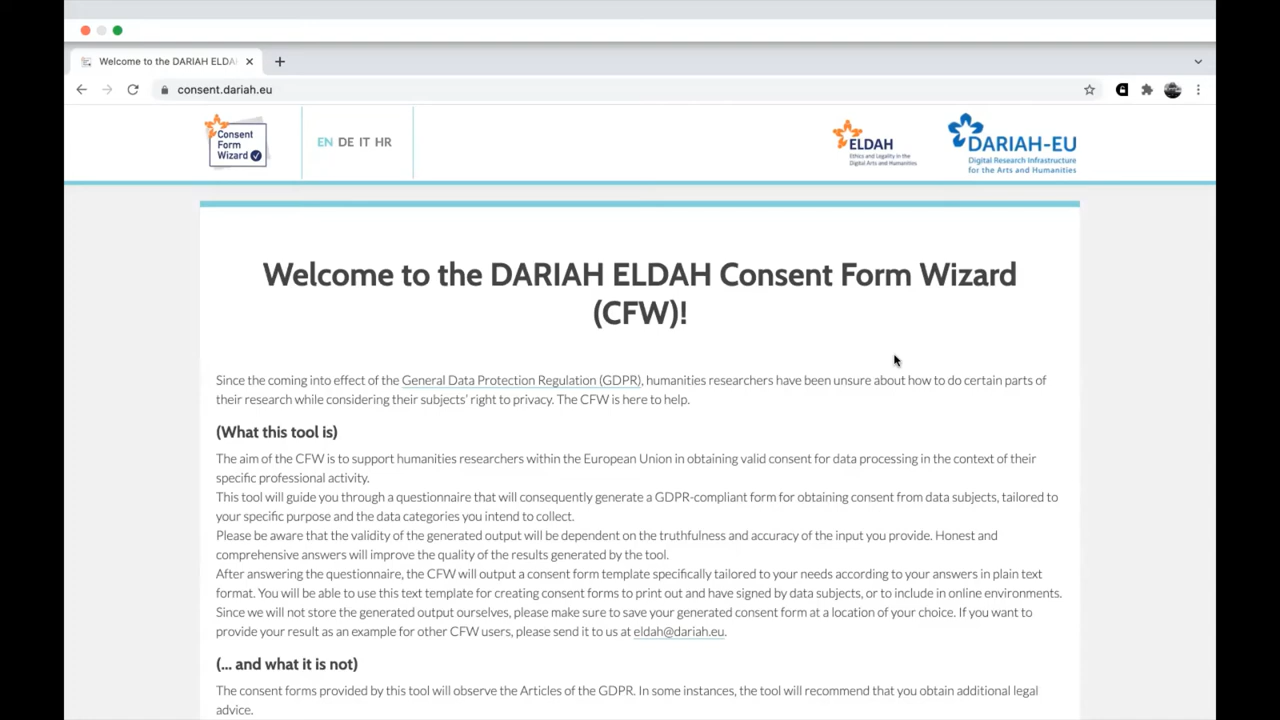 Welcome to the DARIAH ELDA
consent.dariah.eu
Consent
Form
Wizard
EN DE IT HR
ELDAH
Ethics and Legality in the
Digital Arts and Humanities
DARIAH-EU
Digital Research Infrastructure
for the Arts and Humanities
Welcome to the DARIAH ELDAH Consent Form Wizard
(CFW)!
Since the coming into effect of the General Data Protection Regulation (GDPR), humanities researchers have been unsure about how to do certain parts of
their research while considering their subjects' right to privacy. The CFW is here to help.
(What this tool is)
The aim of the CFW is to support humanities researchers within the European Union in obtaining valid consent for data processing in the context of their
specific professional activity.
This tool will guide you through a questionnaire that will consequently generate a GDPR-compliant form for obtaining consent from data subjects, tailored to
your specific purpose and the data categories you intend to collect.
Please be aware that the validity of the generated output will be dependent on the truthfulness and accuracy of the input you provide. Honest and
comprehensive answers will improve the quality of the results generated by the tool.
After answering the questionnaire, the CFW will output a consent form template specifically tailored to your needs according to your answers in plain text
format. You will be able to use this text template for creating consent forms to print out and have signed by data subjects, or to include in online environments.
Since we will not store the generated output ourselves, please make sure to save your generated consent form at a location of your choice. If you want to
provide your result as an example for other CFW users, please send it to us at eldah@dariah.eu.
(... and what it is not)
The consent forms provided by this tool will observe the Articles of the GDPR. In some instances, the tool will recommend that you obtain additional legal
advice.